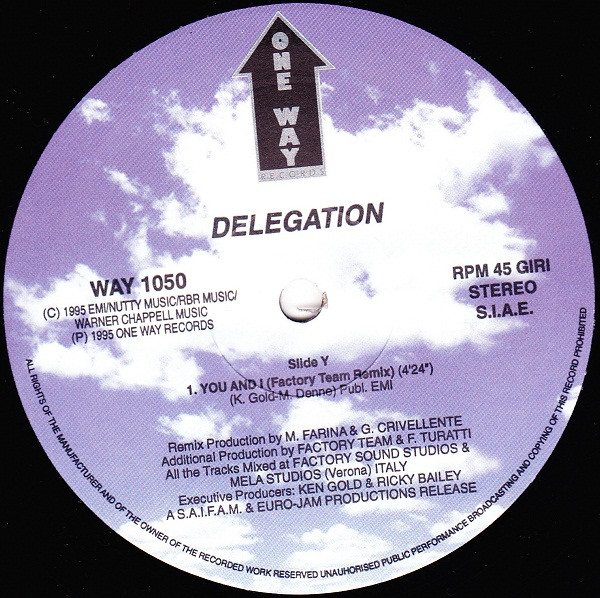 ONE WAY
RECORDS
DELEGATION
WAY 1050
(C) 1995 EMI/NUTTY MUSIC/RBR MUSIC/
WARNER CHAPPELL MUSIC
(P) 1995 ONE WAY RECORDS
RPM 45 GIRI
STEREO
S.I.A.E.
Slide Y
1. YOU AND I (Factory Team Remix) (4'24")
(K. Gold-M. Denne) Publ. EMI
Remix Production by M. FARINA & G. CRIVELLENTE
Additional Production by FACTORY TEAM & F. TURATTI
All the Tracks Mixed at FACTORY SOUND STUDIOS &
MELA STUDIOS (Verona) ITALY
Executive Producers: KEN GOLD & RICKY BAILEY
A S.A.I.F.A.M. & EURO-JAM PRODUCTIONS RELEASE
ALL RIGHTS OF THE MANUFACTURER AND OF THE OWNER OF THE RECORDED WORK RESERVED UNAUHORISED PUBLIC PERFORMANCE BROADCASTING AND COPYING OF THIS RECORD PROHIBITED